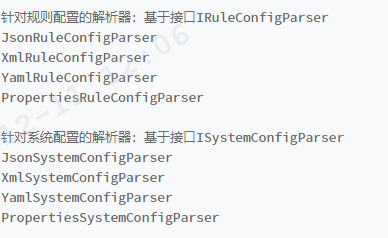 针对规则配置的解析器：基于接口IRuleConfigParser
JsonRuleConfigParser
XmlRuleConfigParser
YamlRuleConfigParser
PropertiesRuleConfigParser
针对系统配置的解析器：基于接口ISystemConfigParser
JsonSystemConfigParser
XmlSystemConfigParser
YamlSystemConfigParser
PropertiesSystemConfigParser